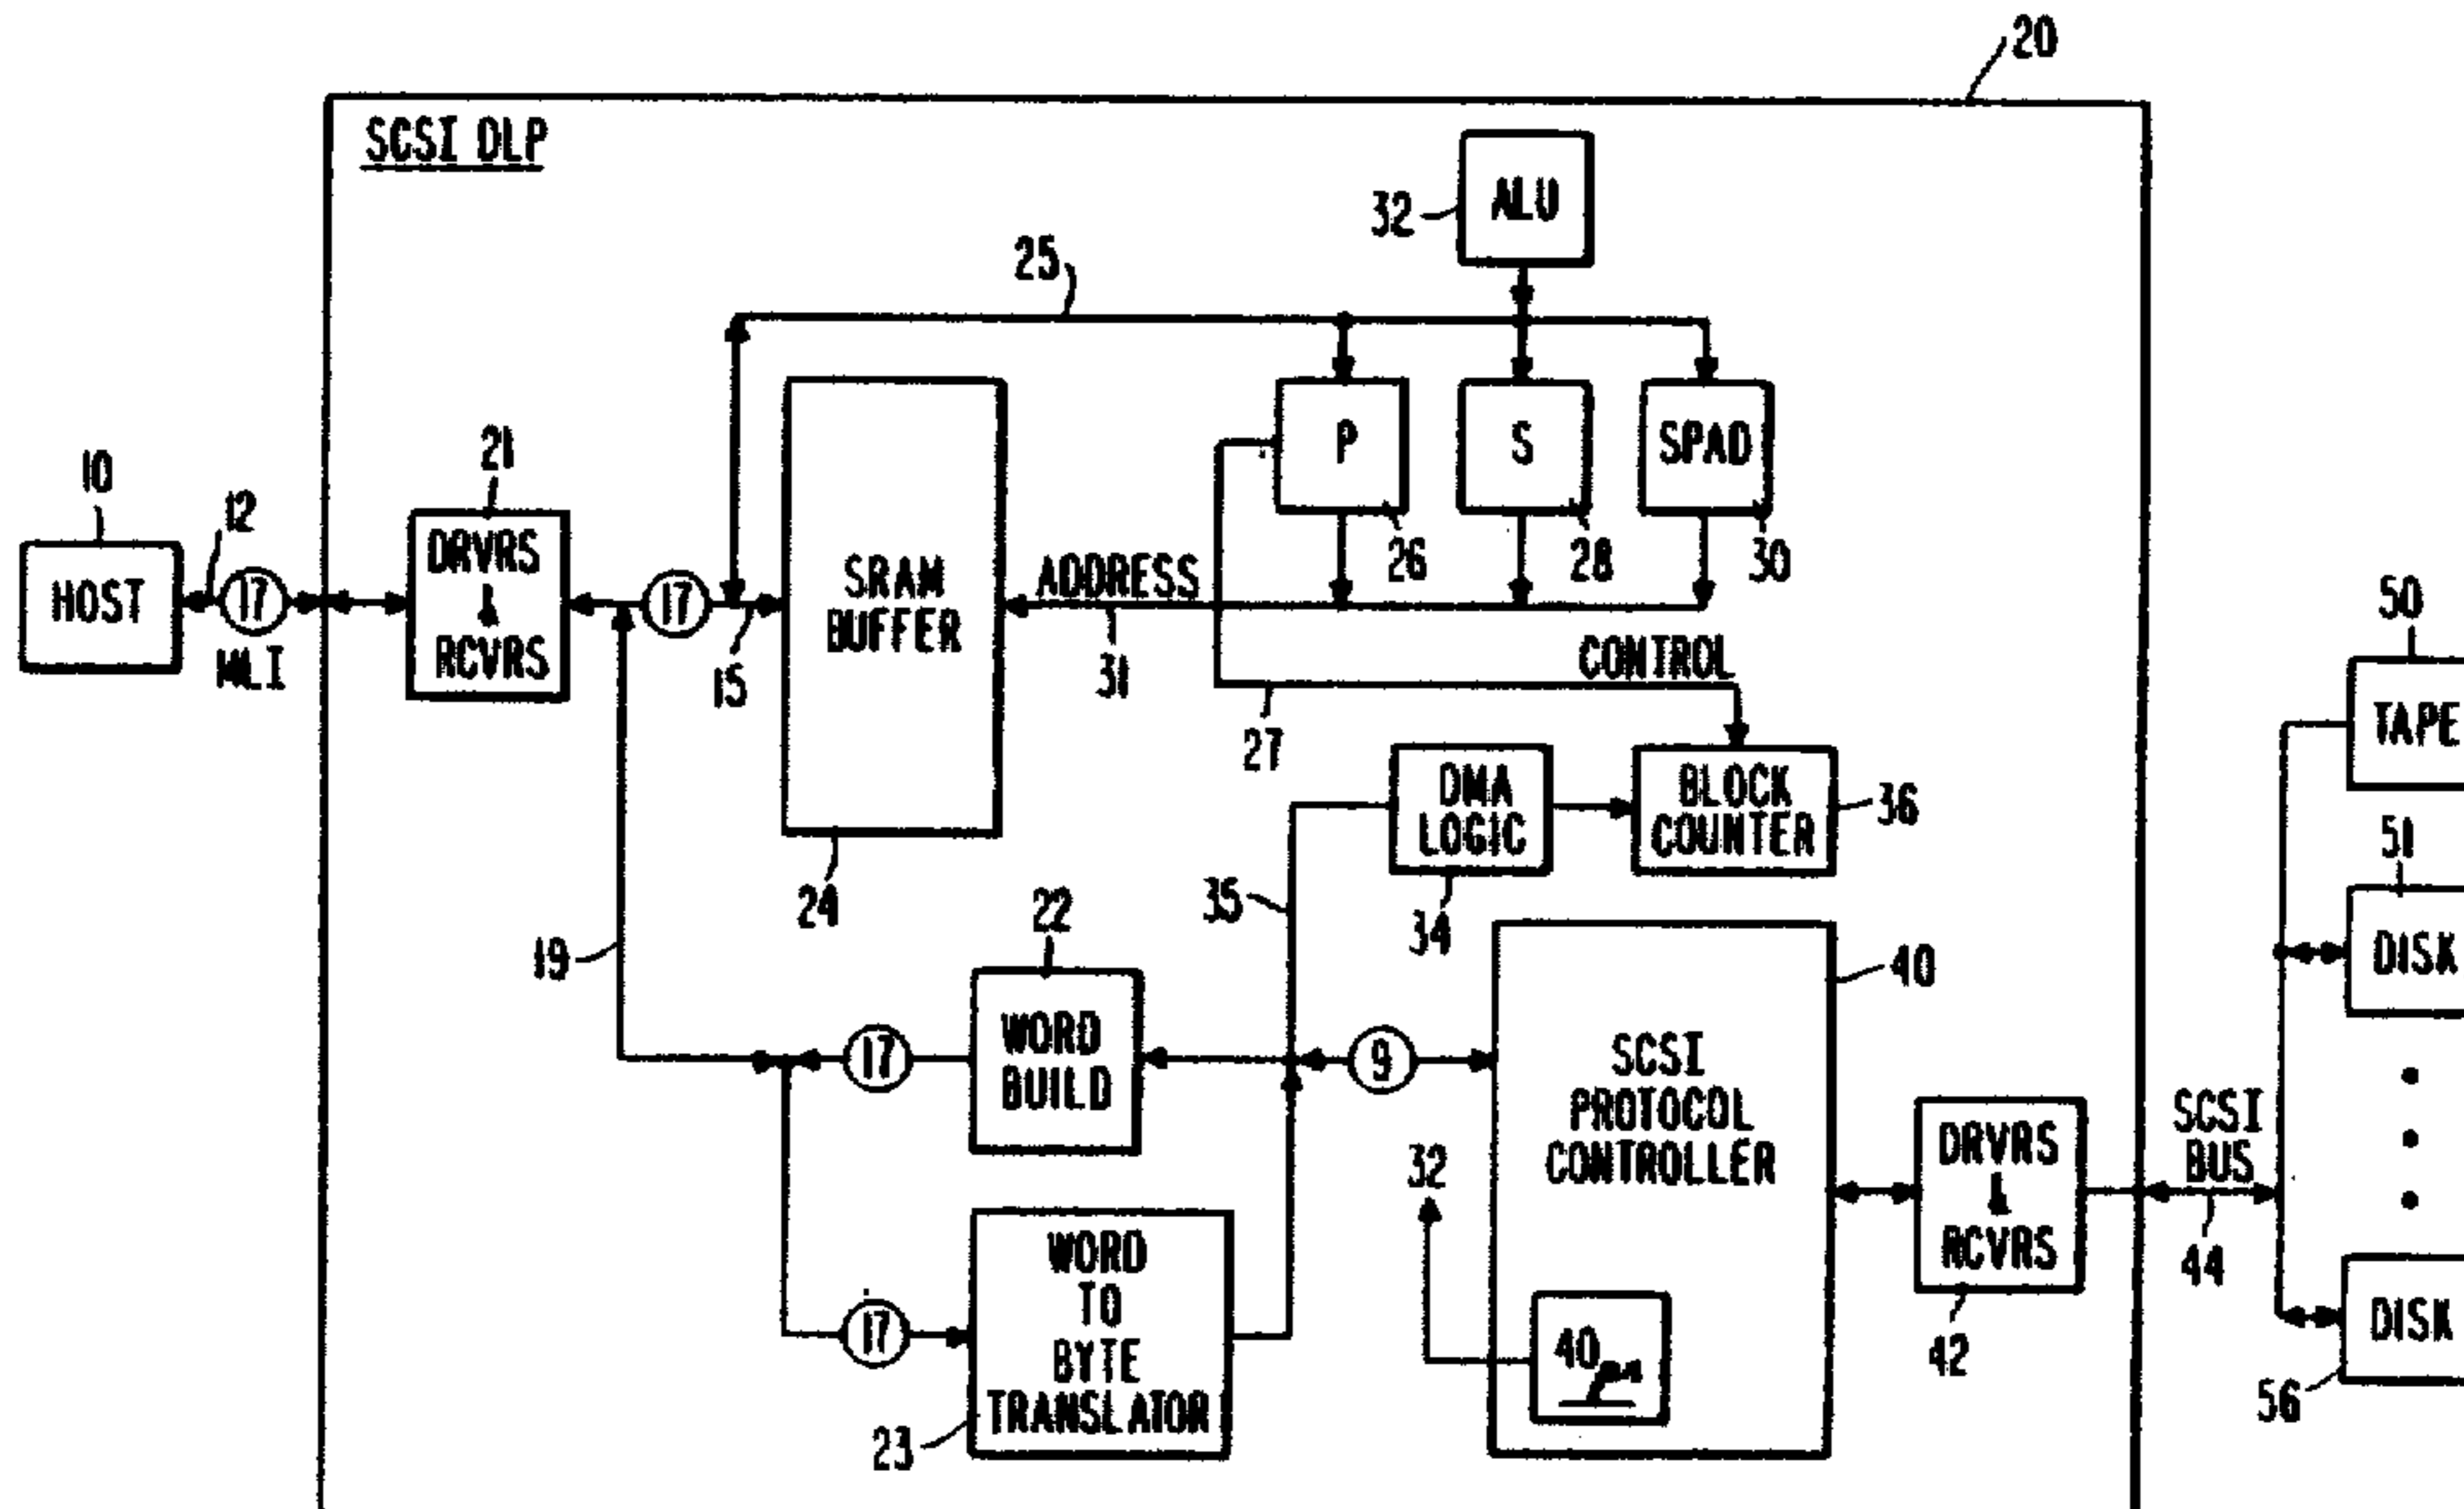 20
SCSI DLP
ALU
32
25
P
S
SPAD
26
28
30
10
HOST
12
17
MLI
21
DRVRS
&
RCVRS
17
15
SRAM
BUFFER
24
ADDRESS
31
CONTROL
27
DMA
LOGIC
34
BLOCK
COUNTER
36
35
19
22
WORD
BUILD
17
9
17
WORD
TO
BYTE
TRANSLATOR
23
SCSI
PROTOCOL
CONTROLLER
40
32
40
DRVRS
&
RCVRS
42
SCSI
BUS
44
50
TAPE
51
DISK
DISK
56